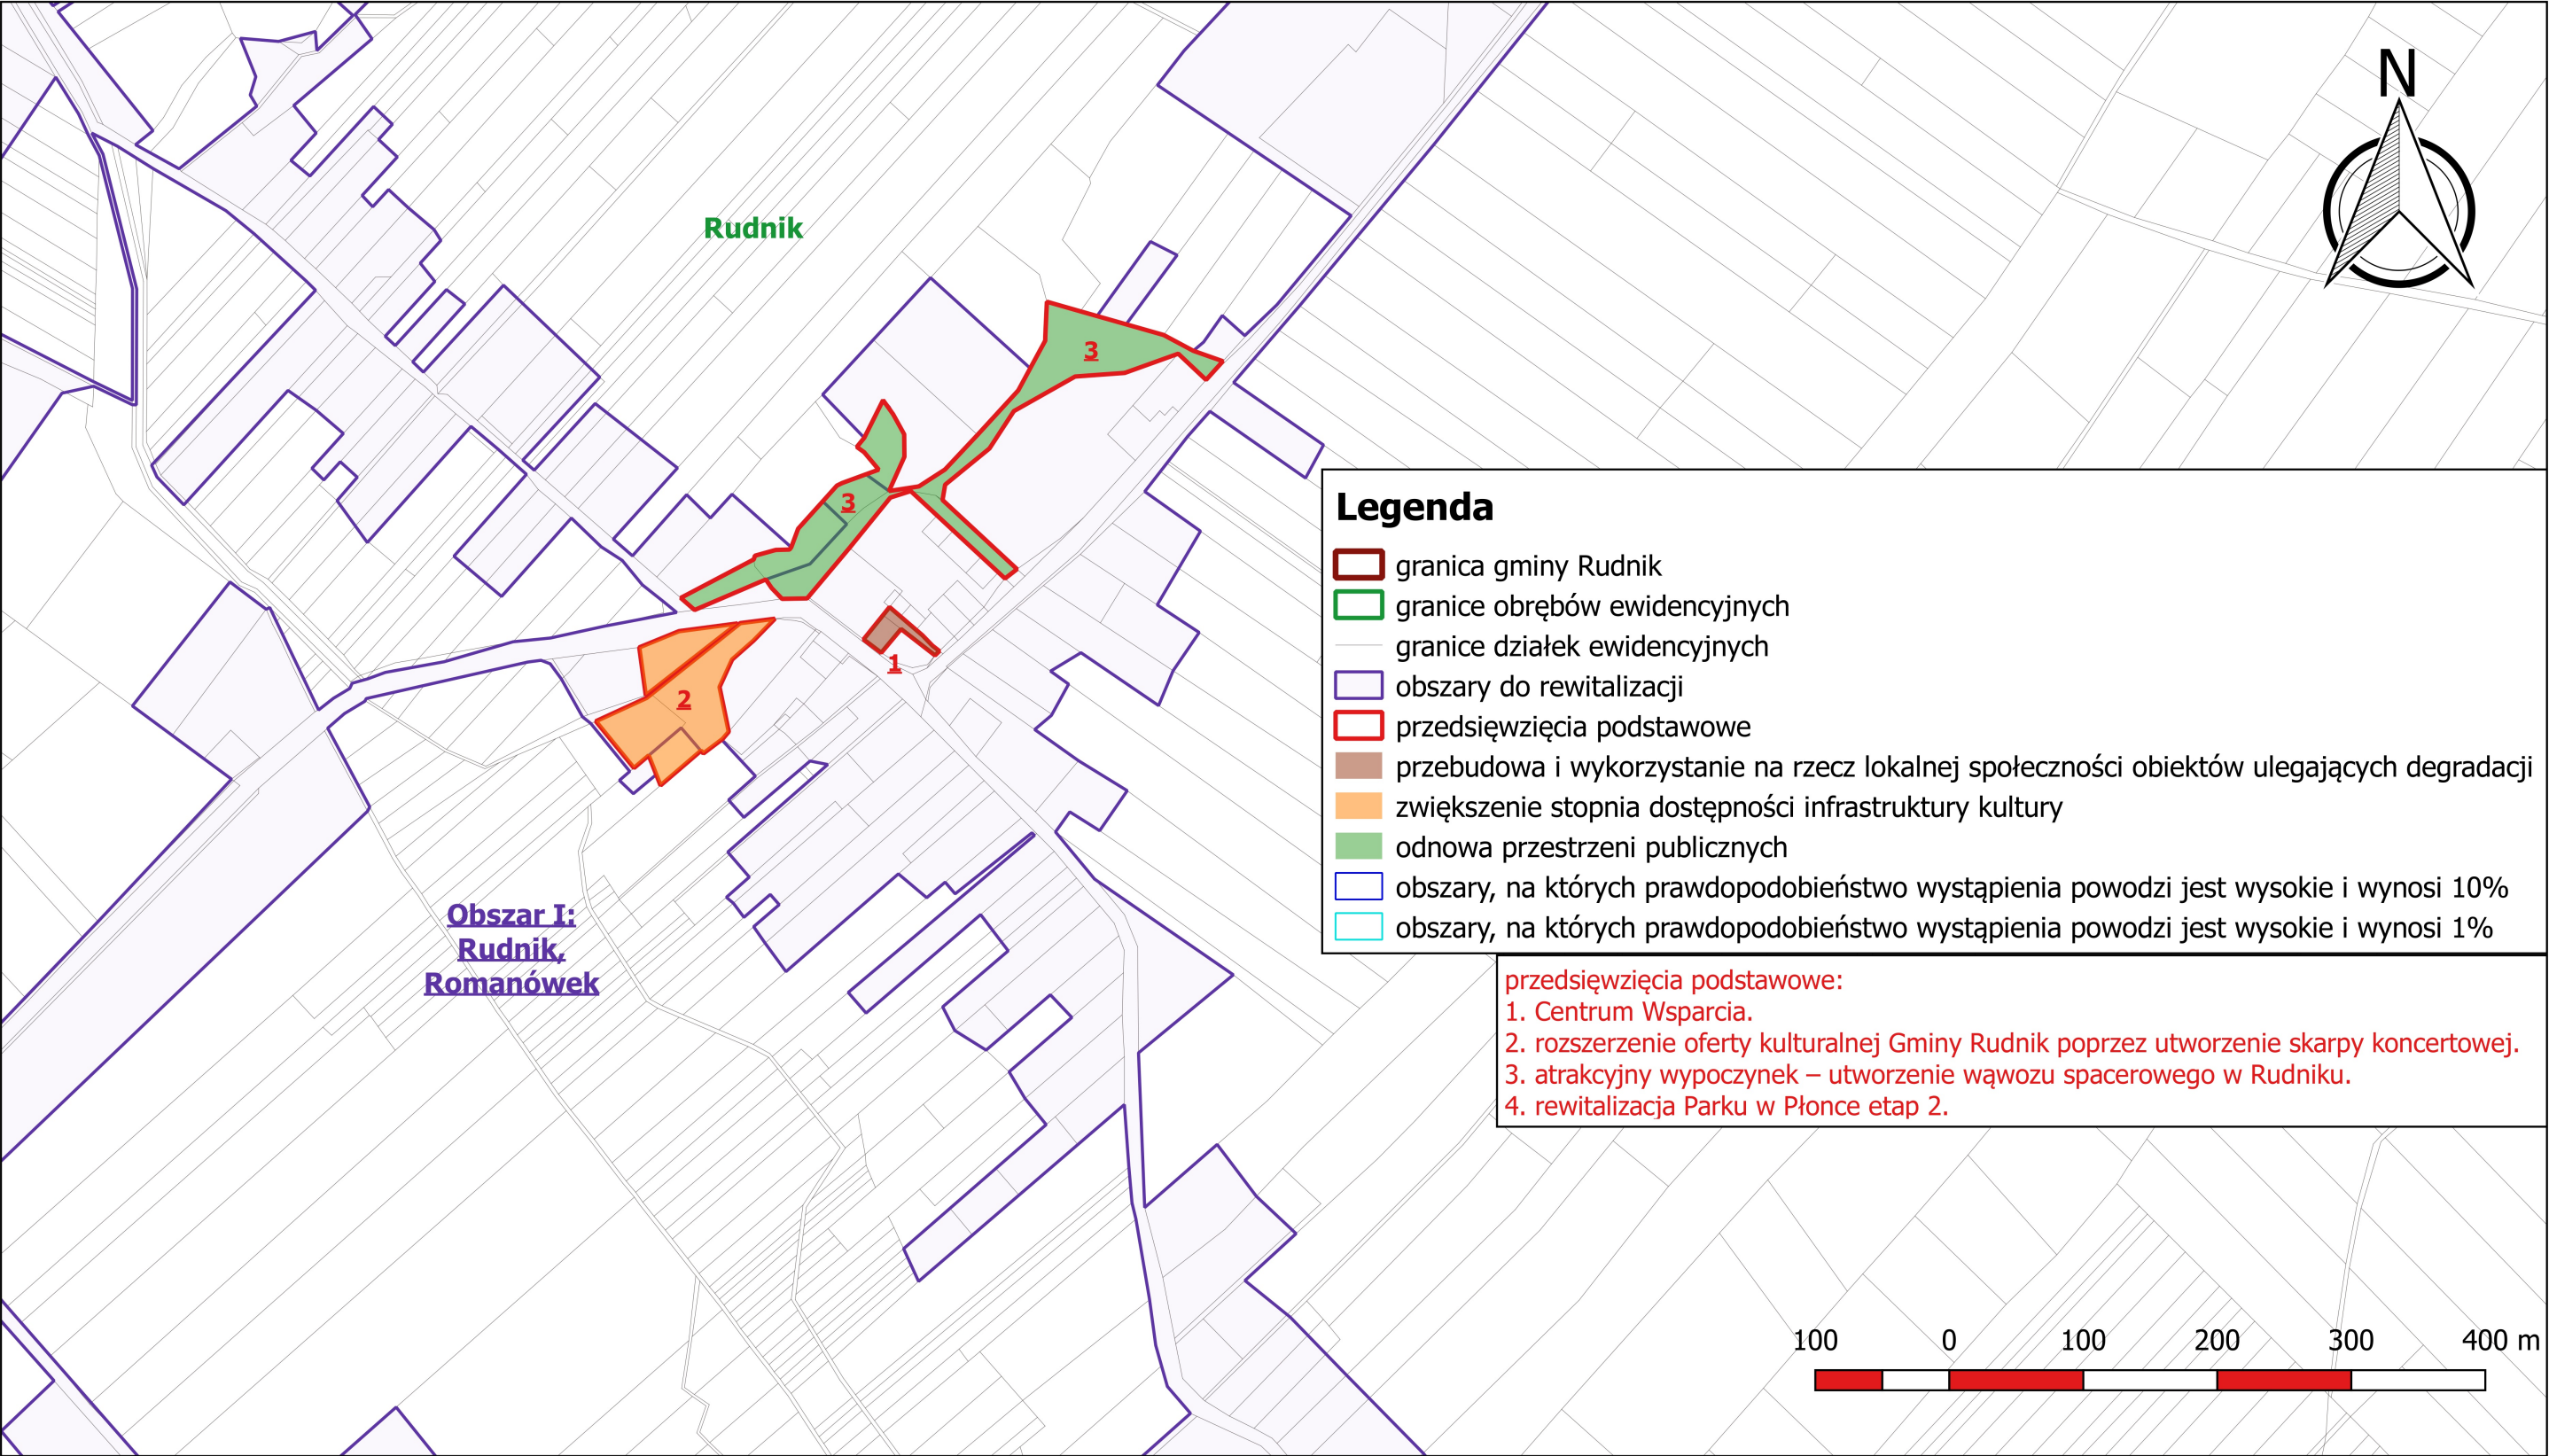 N
Rudnik
3
3
1
2
Obszar I:
Rudnik,
Romanówek
Legenda
granica gminy Rudnik
granice obrębów ewidencyjnych
granice działek ewidencyjnych
obszary do rewitalizacji
przedsięwzięcia podstawowe
przebudowa i wykorzystanie na rzecz lokalnej społeczności obiektów ulegających degradacji
zwiększenie stopnia dostępności infrastruktury kultury
odnowa przestrzeni publicznych
obszary, na których prawdopodobieństwo wystąpienia powodzi jest wysokie i wynosi 10%
obszary, na których prawdopodobieństwo wystąpienia powodzi jest wysokie i wynosi 1%
przedsięwzięcia podstawowe:
1. Centrum Wsparcia.
2. rozszerzenie oferty kulturalnej Gminy Rudnik poprzez utworzenie skarpy koncertowej.
3. atrakcyjny wypoczynek – utworzenie wąwozu spacerowego w Rudniku.
4. rewitalizacja Parku w Płonce etap 2.
100 0 100 200 300 400 m